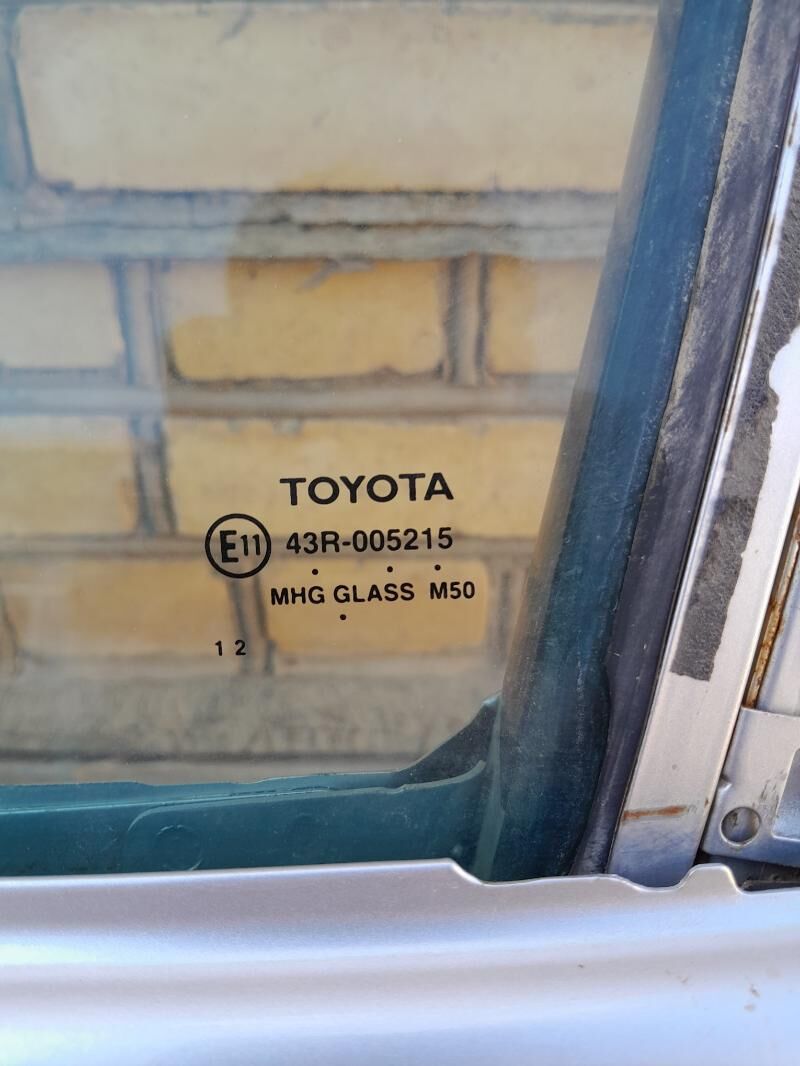 TOYOTA
E11 43R-005215
MHG GLASS M50
1 2